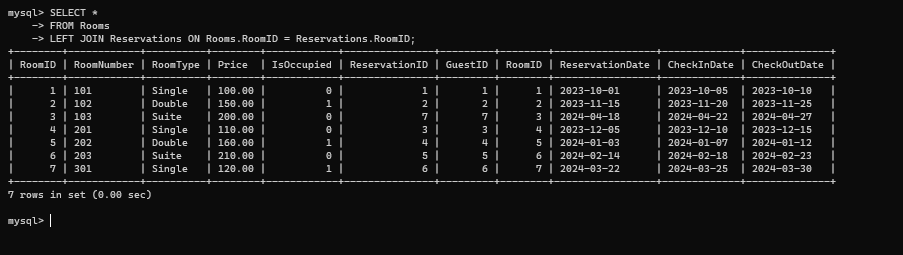 mysql> SELECT *
    -> FROM Rooms
    -> LEFT JOIN Reservations ON Rooms.RoomID = Reservations.RoomID;
+--------+------------+----------+--------+------------+---------------+---------+--------+-----------------+-------------+--------------+
| RoomID | RoomNumber | RoomType | Price  | IsOccupied | ReservationID | GuestID | RoomID | ReservationDate | CheckInDate | CheckOutDate |
+--------+------------+----------+--------+------------+---------------+---------+--------+-----------------+-------------+--------------+
|      1 | 101        | Single   | 100.00 |          0 |             1 |       1 |      1 | 2023-10-01      | 2023-10-05  | 2023-10-10   |
|      2 | 102        | Double   | 150.00 |          1 |             2 |       2 |      2 | 2023-11-15      | 2023-11-20  | 2023-11-25   |
|      3 | 103        | Suite    | 200.00 |          0 |             7 |       7 |      3 | 2024-04-18      | 2024-04-22  | 2024-04-27   |
|      4 | 201        | Single   | 110.00 |          0 |             3 |       3 |      4 | 2023-12-05      | 2023-12-10  | 2023-12-15   |
|      5 | 202        | Double   | 160.00 |          1 |             4 |       4 |      5 | 2024-01-03      | 2024-01-07  | 2024-01-12   |
|      6 | 203        | Suite    | 210.00 |          0 |             5 |       5 |      6 | 2024-02-14      | 2024-02-18  | 2024-02-23   |
|      7 | 301        | Single   | 120.00 |          1 |             6 |       6 |      7 | 2024-03-22      | 2024-03-25  | 2024-03-30   |
+--------+------------+----------+--------+------------+---------------+---------+--------+-----------------+-------------+--------------+
7 rows in set (0.00 sec)

mysql>